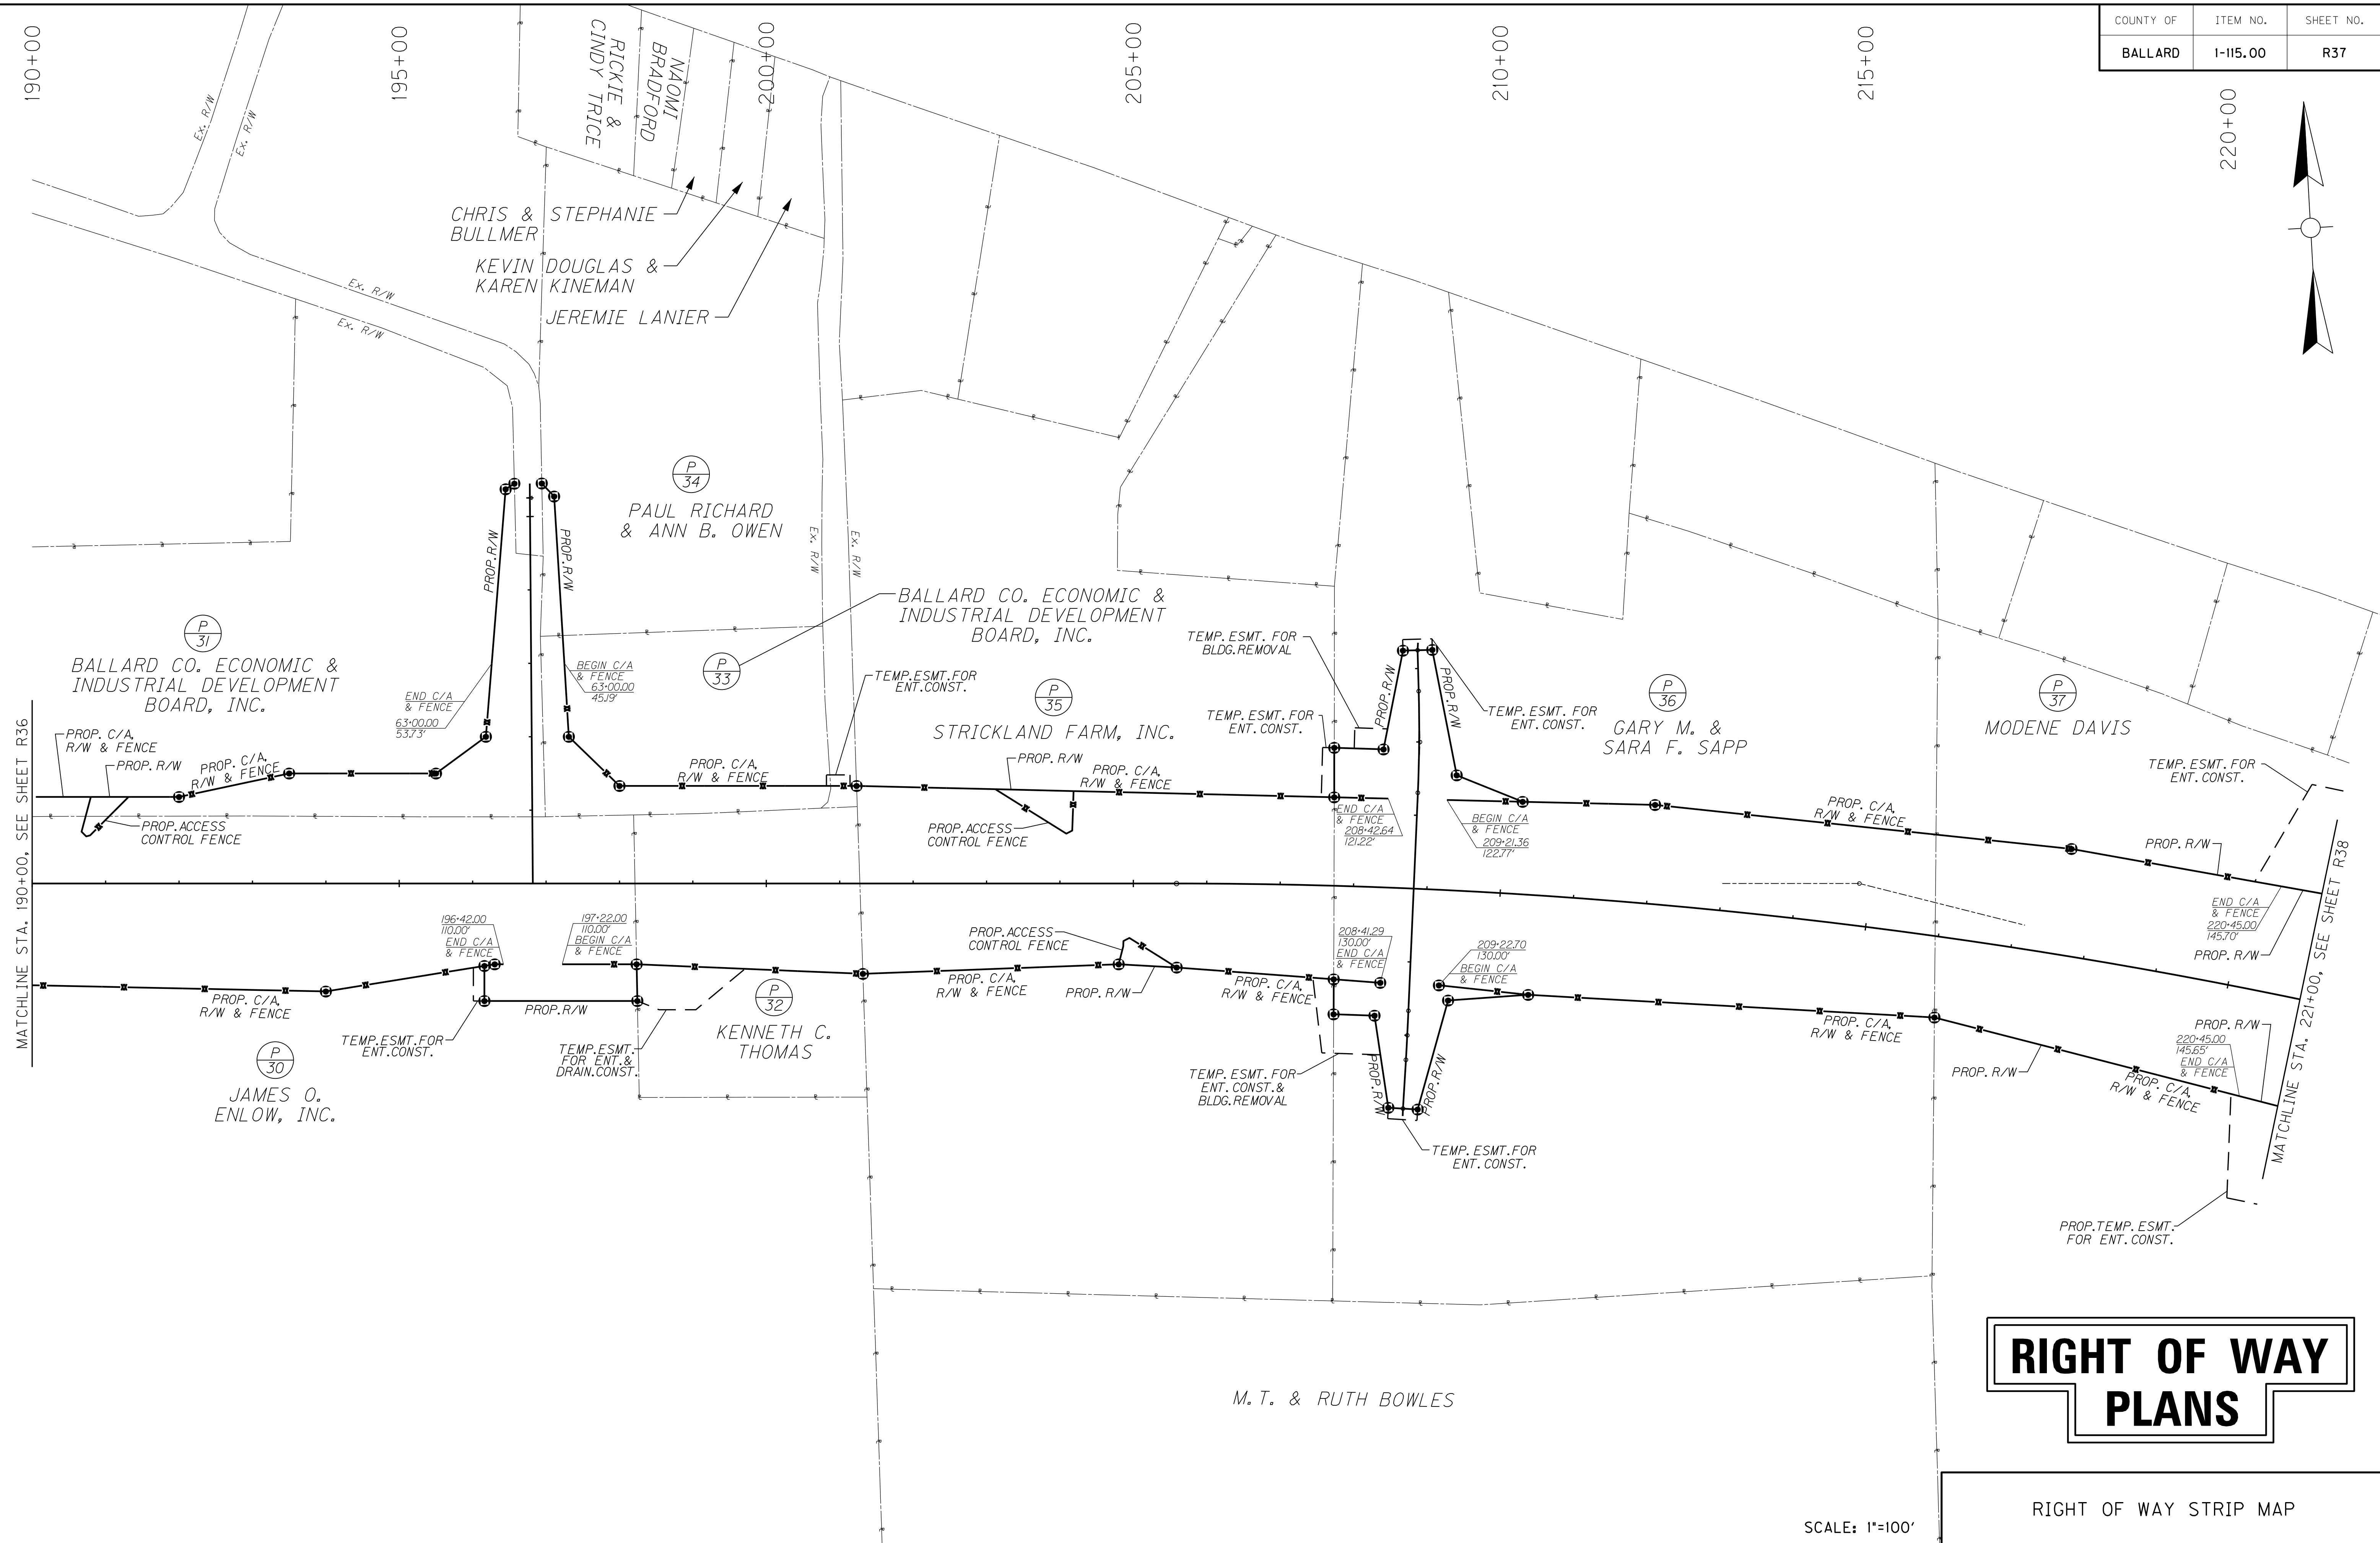 COUNTY OF
ITEM NO.
SHEET NO.
BALLARD
1-115.00
R37
190+00
195+00
200+00
205+00
210+00
215+00
220+00
Ex. R/W
Ex. R/W
RICKIE &
CINDY TRICE
NAOMI
BRADFORD
CHRIS & STEPHANIE
BULLMER
KEVIN DOUGLAS &
KAREN KINEMAN
JEREMIE LANIER
Ex. R/W
Ex. R/W
P
34
PAUL RICHARD
& ANN B. OWEN
Ex. R/W
Ex. R/W
PROP. R/W
PROP. R/W
BALLARD CO. ECONOMIC &
INDUSTRIAL DEVELOPMENT
BOARD, INC.
P
31
BALLARD CO. ECONOMIC &
INDUSTRIAL DEVELOPMENT
BOARD, INC.
P
33
END C/A
& FENCE
63+00.00
53.73'
BEGIN C/A
& FENCE
63+00.00
45.19'
TEMP. ESMT. FOR
ENT. CONST.
P
35
STRICKLAND FARM, INC.
TEMP. ESMT. FOR
BLDG. REMOVAL
TEMP. ESMT. FOR
ENT. CONST.
PROP. R/W
PROP. R/W
TEMP. ESMT. FOR
ENT. CONST.
P
36
GARY M. &
SARA F. SAPP
P
37
MODENE DAVIS
TEMP. ESMT. FOR
ENT. CONST.
MATCHLINE STA. 190+00, SEE SHEET R36
PROP. C/A,
R/W & FENCE
PROP. R/W
PROP. C/A,
R/W & FENCE
PROP. ACCESS
CONTROL FENCE
PROP. C/A,
R/W & FENCE
PROP. R/W
PROP. C/A,
R/W & FENCE
PROP. ACCESS
CONTROL FENCE
END C/A
& FENCE
208+42.64
121.22'
BEGIN C/A
& FENCE
209+21.36
122.77'
PROP. C/A,
R/W & FENCE
PROP. R/W
END C/A
& FENCE
220+45.00
145.70'
PROP. R/W
MATCHLINE STA. 221+00, SEE SHEET R38
196+42.00
110.00'
END C/A
& FENCE
197+22.00
110.00'
BEGIN C/A
& FENCE
PROP. ACCESS
CONTROL FENCE
208+41.29
130.00'
END C/A
& FENCE
209+22.70
130.00'
BEGIN C/A
& FENCE
PROP. C/A,
R/W & FENCE
PROP. R/W
PROP. C/A,
R/W & FENCE
PROP. R/W
PROP. C/A,
R/W & FENCE
PROP. C/A,
R/W & FENCE
PROP. R/W
PROP. R/W
220+45.00
145.65'
END C/A
& FENCE
PROP. C/A,
R/W & FENCE
TEMP. ESMT. FOR
ENT. CONST.
TEMP. ESMT.
FOR ENT. &
DRAIN. CONST.
P
32
KENNETH C.
THOMAS
P
30
JAMES O.
ENLOW, INC.
TEMP. ESMT. FOR
ENT. CONST. &
BLDG. REMOVAL
PROP. R/W
PROP. R/W
TEMP. ESMT. FOR
ENT. CONST.
PROP. TEMP. ESMT.
FOR ENT. CONST.
M. T. & RUTH BOWLES
RIGHT OF WAY
PLANS
SCALE: 1"=100'
RIGHT OF WAY STRIP MAP